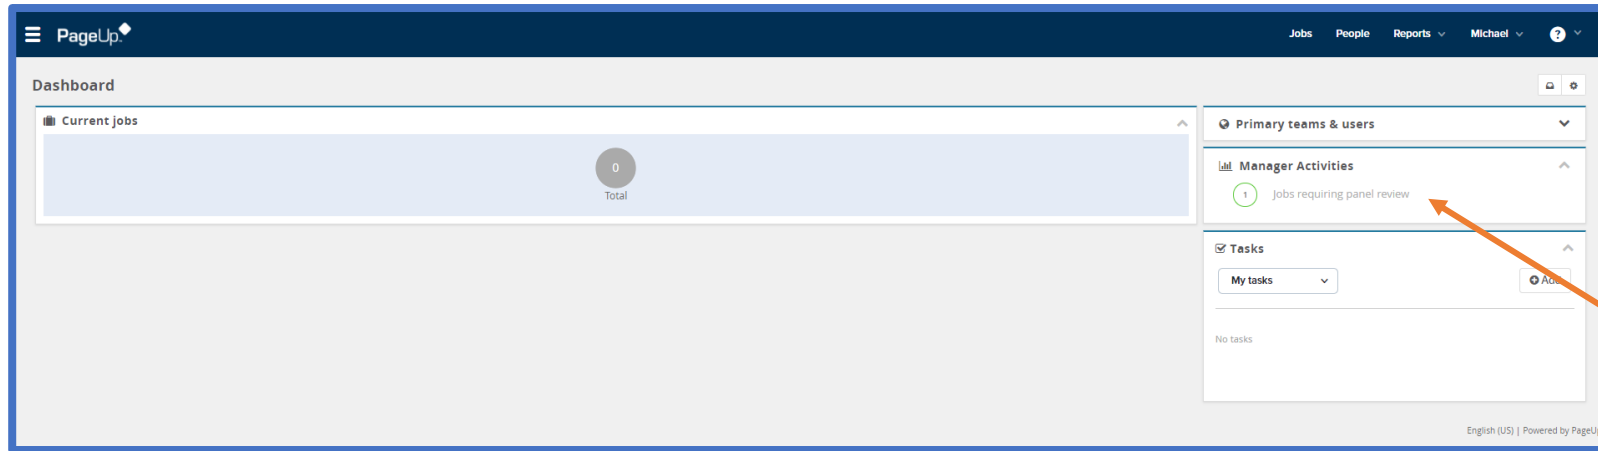 PageUp
Jobs People Reports Michael ?
Dashboard
Current jobs
0
Total
Primary teams & users
Manager Activities
1 Jobs requiring panel review
Tasks
My tasks
No tasks
English (US) | Powered by PageUp